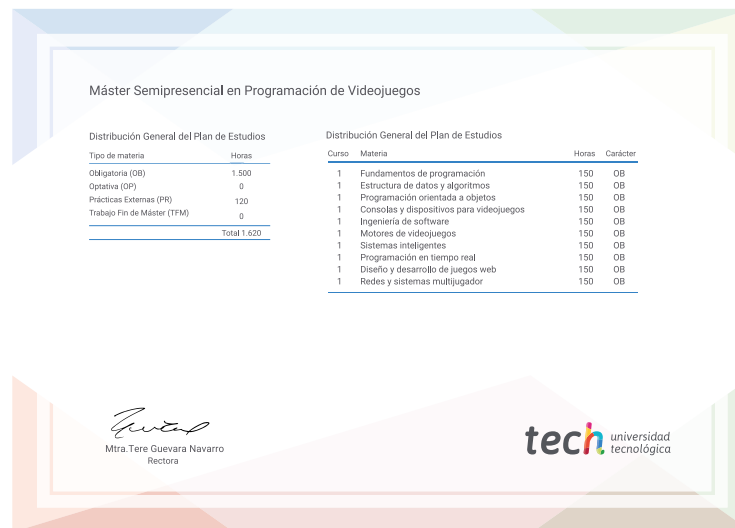 Máster Semipresencial en Programación de Videojuegos
Distribución General del Plan de Estudios
Tipo de materia Horas
Obligatoria (OB) 1.500
Optativa (OP) 0
Prácticas Externas (PR) 120
Trabajo Fin de Máster (TFM) 0
Total 1.620
Distribución General del Plan de Estudios
Curso Materia Horas Carácter
1 Fundamentos de programación 150 OB
1 Estructura de datos y algoritmos 150 OB
1 Programación orientada a objetos 150 OB
1 Consolas y dispositivos para videojuegos 150 OB
1 Ingeniería de software 150 OB
1 Motores de videojuegos 150 OB
1 Sistemas inteligentes 150 OB
1 Programación en tiempo real 150 OB
1 Diseño y desarrollo de juegos web 150 OB
1 Redes y sistemas multijugador 150 OB
Mtra.Tere Guevara Navarro
Rectora
tech universidad
tecnológica